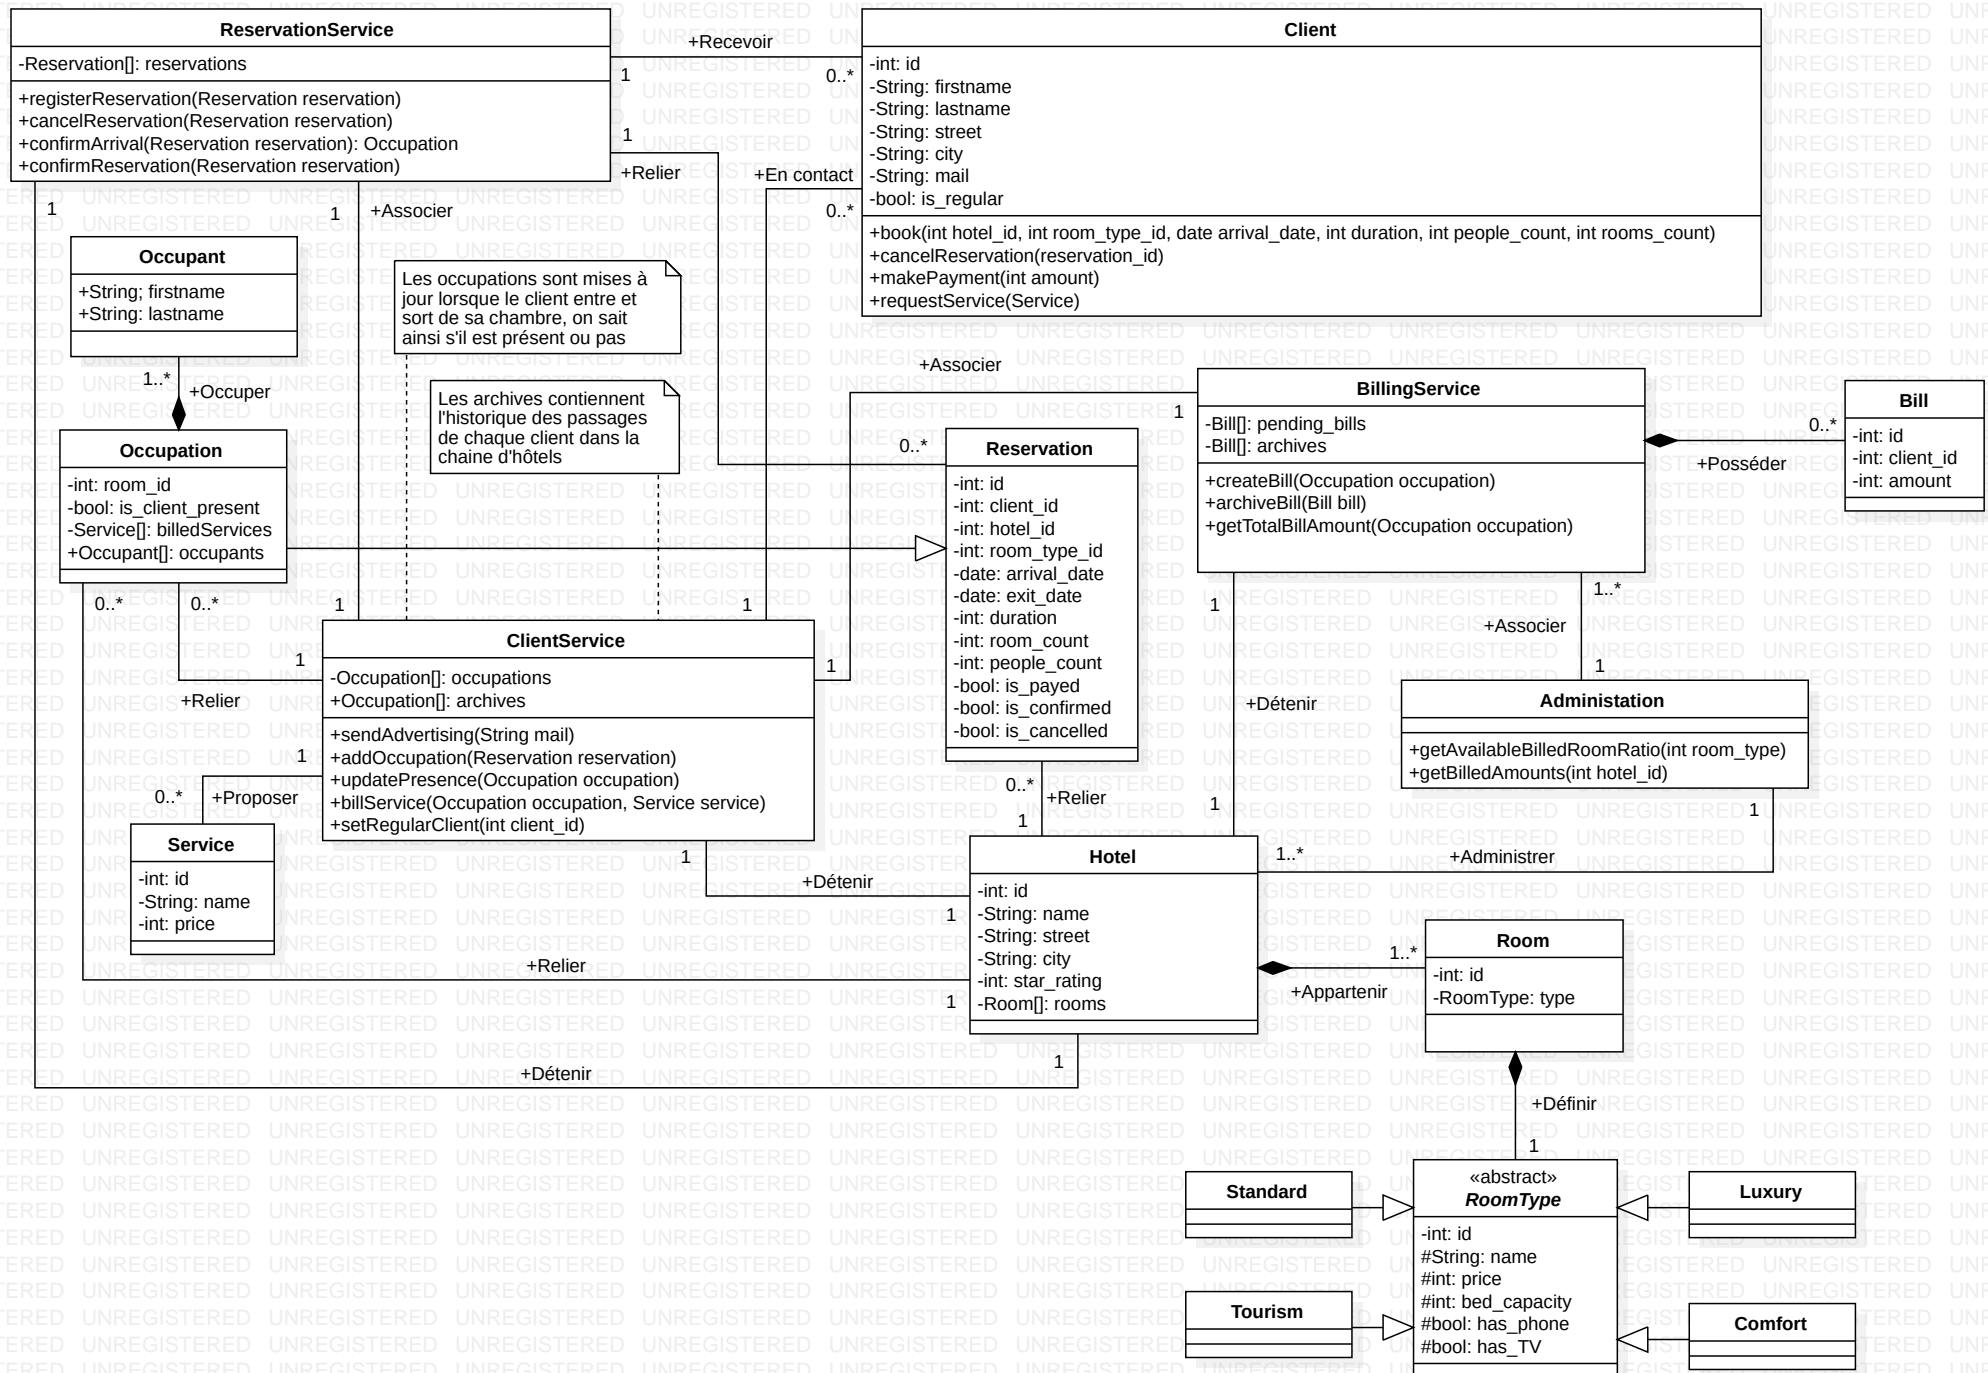 ReservationService
-Reservation[]: reservations
+registerReservation(Reservation reservation)
+cancelReservation(Reservation reservation)
+confirmArrival(Reservation reservation): Occupation
+confirmReservation(Reservation reservation)
+Recevoir
1
0..*
Client
-int: id
-String: firstname
-String: lastname
-String: street
-String: city
-String: mail
-bool: is_regular
+book(int hotel_id, int room_type_id, date arrival_date, int duration, int people_count, int rooms_count)
+cancelReservation(reservation_id)
+makePayment(int amount)
+requestService(Service)
1
+Relier
+En contact
0..*
1
1
+Associer
Occupant
+String; firstname
+String: lastname
Les occupations sont mises à
jour lorsque le client entre et
sort de sa chambre, on sait
ainsi s'il est présent ou pas
1..*
+Occuper
Les archives contiennent
l'historique des passages
de chaque client dans la
chaine d'hôtels
+Associer
1
0..*
Occupation
-int: room_id
-bool: is_client_present
-Service[]: billedServices
+Occupant[]: occupants
Reservation
-int: id
-int: client_id
-int: hotel_id
-int: room_type_id
-date: arrival_date
-date: exit_date
-int: duration
-int: room_count
-int: people_count
-bool: is_payed
-bool: is_confirmed
-bool: is_cancelled
BillingService
-Bill[]: pending_bills
-Bill[]: archives
+createBill(Occupation occupation)
+archiveBill(Bill bill)
+getTotalBillAmount(Occupation occupation)
0..*
+Posséder
Bill
-int: id
-int: client_id
-int: amount
0..*
0..*
1
1
1
1..*
+Associer
1
1
+Relier
1
ClientService
-Occupation[]: occupations
+Occupation[]: archives
+sendAdvertising(String mail)
+addOccupation(Reservation reservation)
+updatePresence(Occupation occupation)
+billService(Occupation occupation, Service service)
+setRegularClient(int client_id)
+Détenir
Administation
+getAvailableBilledRoomRatio(int room_type)
+getBilledAmounts(int hotel_id)
1
0..*
+Proposer
0..*
+Relier
1
1
1
Service
-int: id
-String: name
-int: price
1
+Détenir
1
Hotel
-int: id
-String: name
-String: street
-String: city
-int: star_rating
-Room[]: rooms
1..*
+Administrer
+Relier
1
1..*
+Appartenir
Room
-int: id
-RoomType: type
1
+Détenir
+Définir
1
Standard
«abstract»
RoomType
-int: id
#String: name
#int: price
#int: bed_capacity
#bool: has_phone
#bool: has_TV
Luxury
Tourism
Comfort
UNREGISTERED